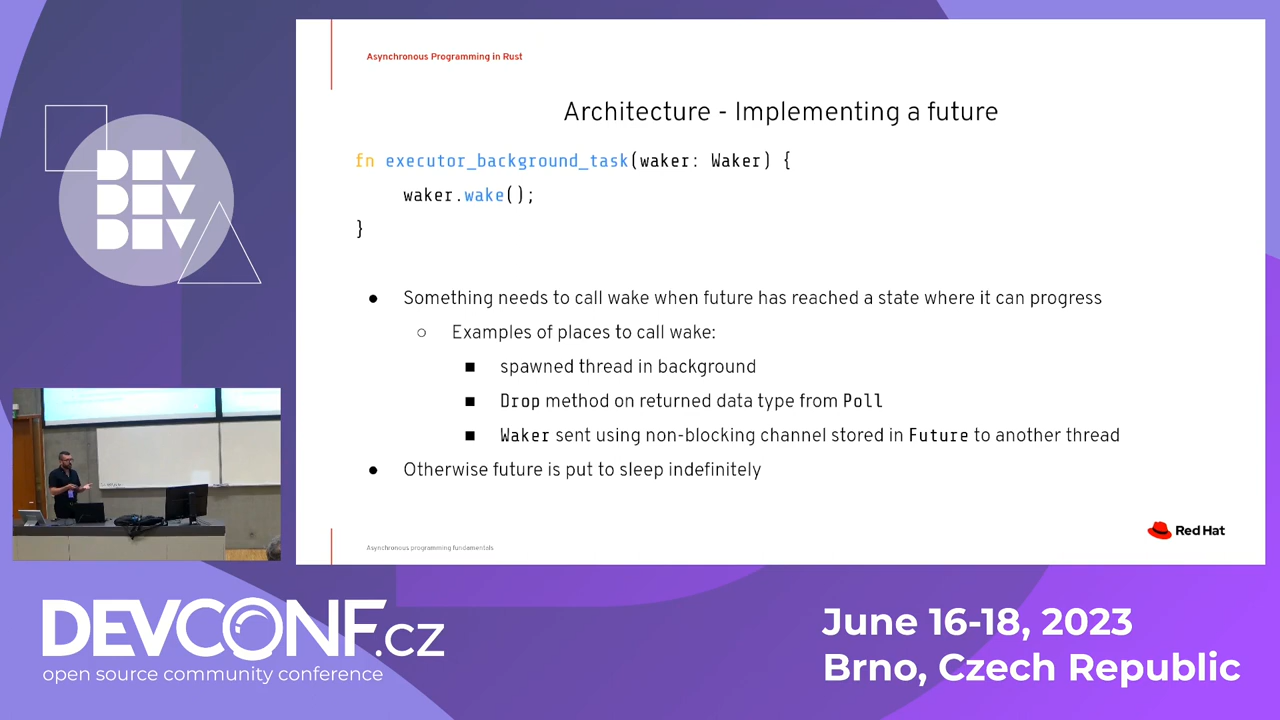 Asynchronous Programming in Rust
Architecture - Implementing a future
fn executor_background_task(waker: Waker) {
waker.wake();
}
● Something needs to call wake when future has reached a state where it can progress
○ Examples of places to call wake:
■ spawned thread in background
■ Drop method on returned data type from Poll
■ Waker sent using non-blocking channel stored in Future to another thread
● Otherwise future is put to sleep indefinitely
Red Hat
Asynchronous programming fundamentals
DEV
DEV
DEV
DEVCONF.cz
open source community conference
June 16-18, 2023
Brno, Czech Republic